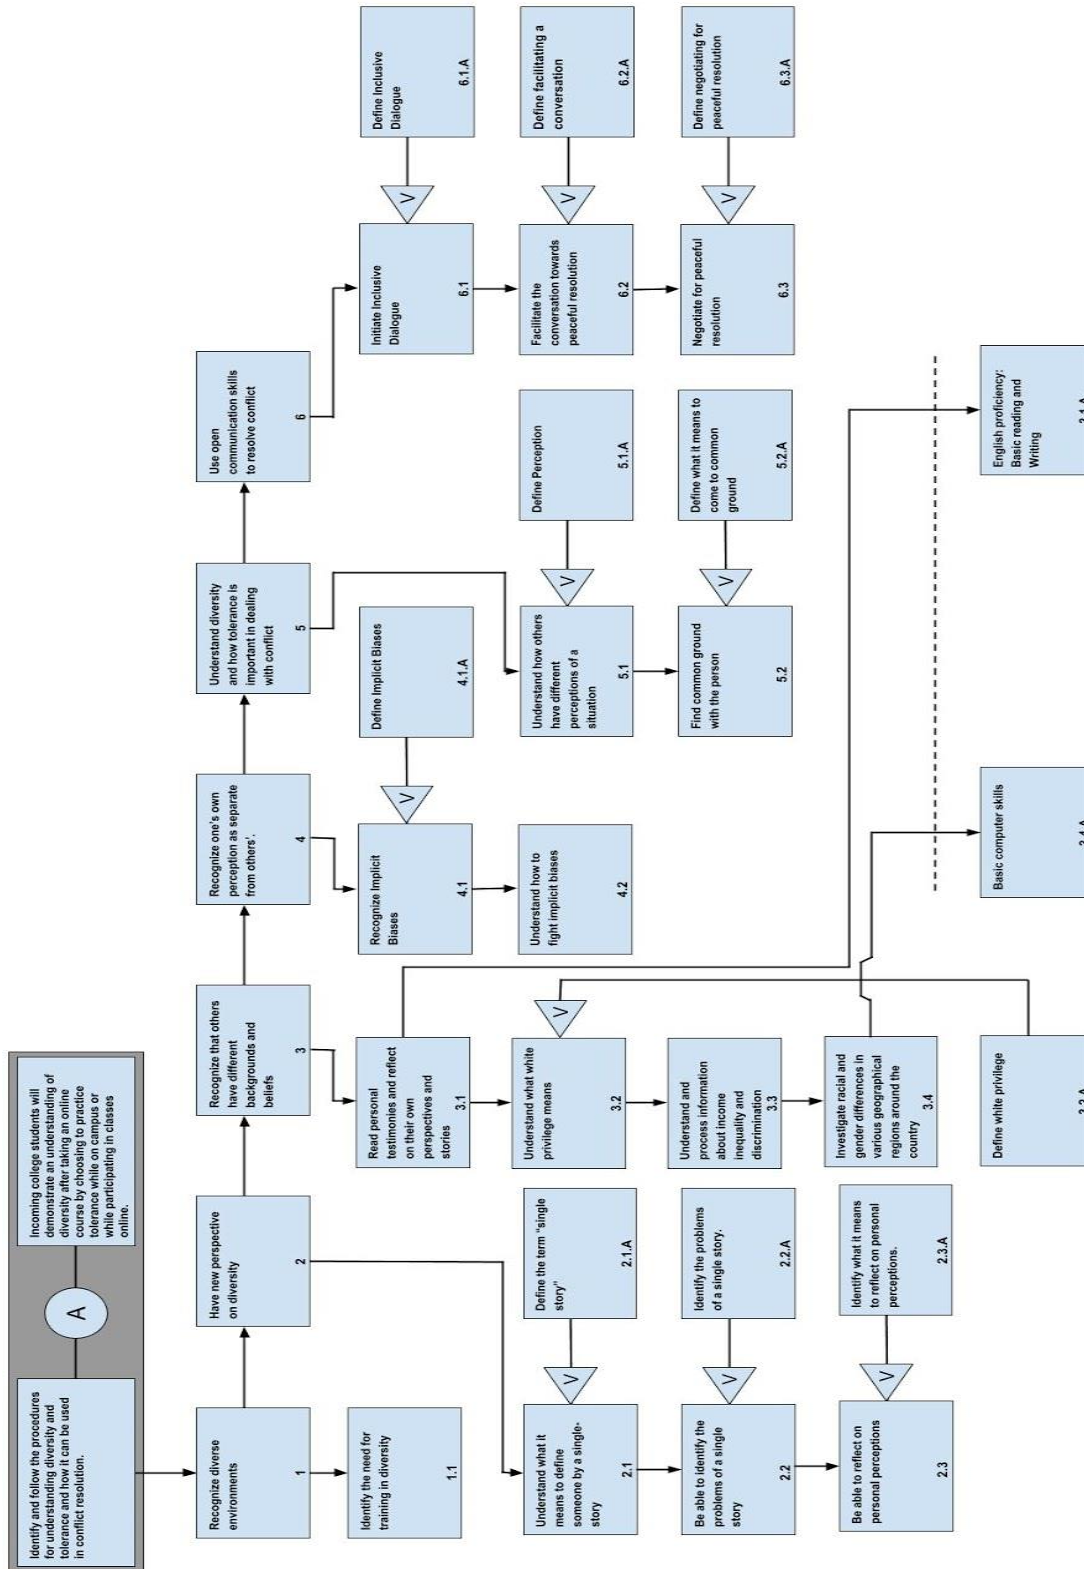 Identify and follow the procedures
for understanding diversity and
tolerance and how it can be used
in conflict resolution.
A
Incoming college students will
demonstrate an understanding of
diversity after taking an online
course by choosing to practice
tolerance while on campus or
while participating in classes
online.
Recognize diverse
environments
1
Have new perspective
on diversity
2
Recognize that others
have different
backgrounds and
beliefs
3
Recognize one's own
perception as separate
from others'.
4
Understand diversity
and how tolerance is
important in dealing
with conflict
5
Use open
communication skills
to resolve conflict
6
Identify the need for
training in diversity
1.1
Understand what it
means to define
someone by a single-
story
2.1
V
Define the term "single
story"
2.1.A
Be able to identify the
problems of a single
story
2.2
V
Identify the problems
of a single story.
2.2.A
Be able to reflect on
personal perceptions
2.3
V
Identify what it means
to reflect on personal
perceptions.
2.3.A
Read personal
testimonies and reflect
on their own
perspectives and
stories
3.1
Understand what white
privilege means
3.2
V
Understand and
process information
about income
inequality and
discrimination
3.3
Investigate racial and
gender differences in
various geographical
regions around the
country
3.4
Define white privilege
Recognize Implicit
Biases
4.1
V
Define Implicit Biases
4.1.A
Understand how to
fight implicit biases
4.2
Understand how others
have different
perceptions of a
situation
5.1
V
Define Perception
5.1.A
Find common ground
with the person
5.2
V
Define what it means to
come to common
ground
5.2.A
Initiate Inclusive
Dialogue
6.1
V
Define Inclusive
Dialogue
6.1.A
Facilitate the
conversation towards
peaceful resolution
6.2
V
Define facilitating a
conversation
6.2.A
Negotiate for peaceful
resolution
6.3
V
Define negotiating for
peaceful resolution
6.3.A
Basic computer skills
English proficiency:
Basic reading and
Writing